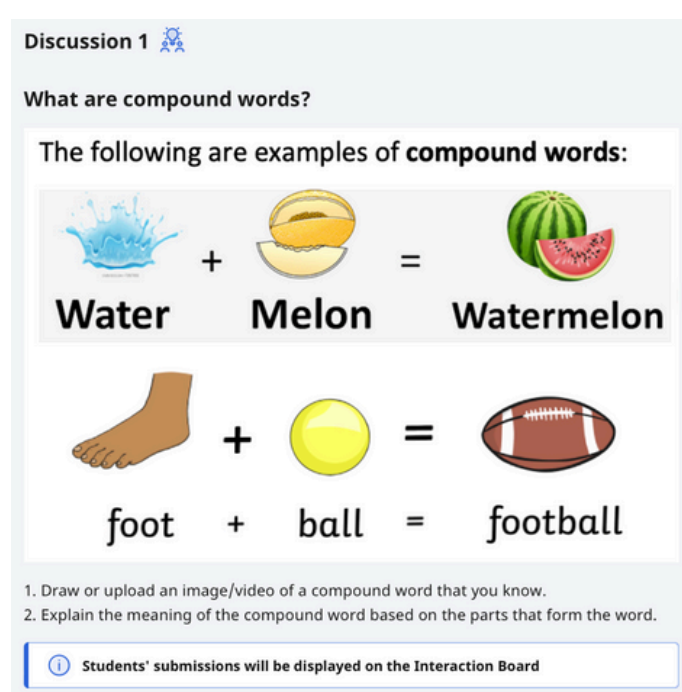 Discussion 1
What are compound words?
The following are examples of compound words:
+ =
Water Melon Watermelon
+ =
foot + ball = football
1. Draw or upload an image/video of a compound word that you know.
2. Explain the meaning of the compound word based on the parts that form the word.
Students' submissions will be displayed on the Interaction Board